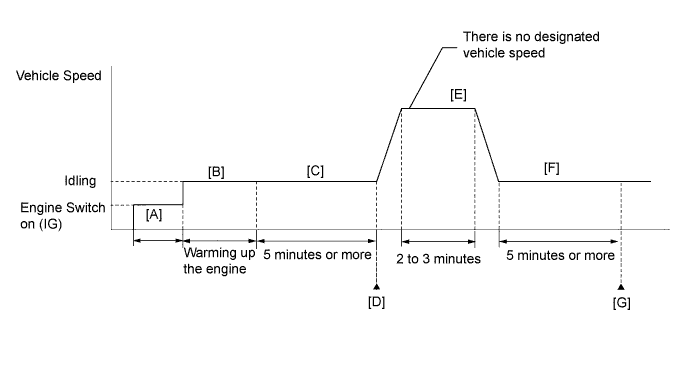 There is no designated
vehicle speed
Vehicle Speed
[E]
[B]
[C]
[F]
Idling
Engine Switch
on (IG)
[A]
Warming up
the engine
5 minutes or more
2 to 3 minutes
5 minutes or more
[D]
[G]